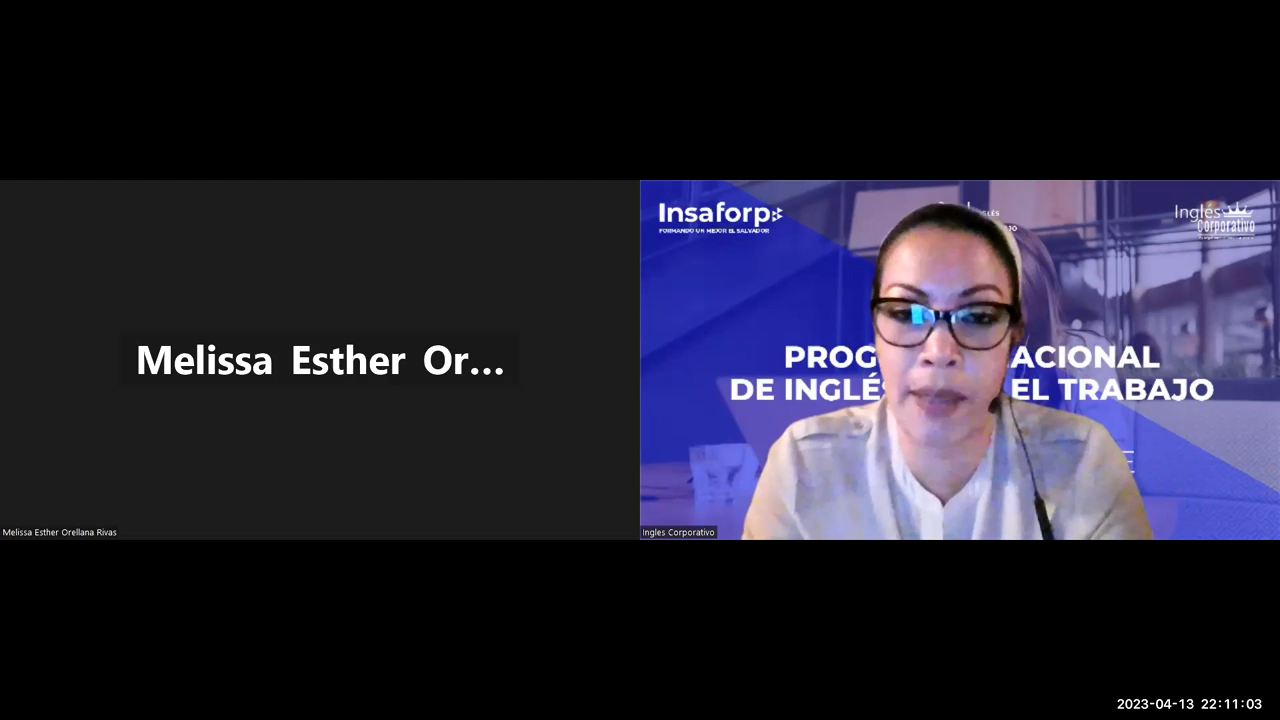 Melissa Esther Or...
Melissa Esther Orellana Rivas
Insaforp
FORMANDO UN MEJOR EL SALVADOR
Inglés
Corporativo
PROG ACIONAL
DE INGLÉS EL TRABAJO
Ingles Corporativo
2023-04-13 22:11:03